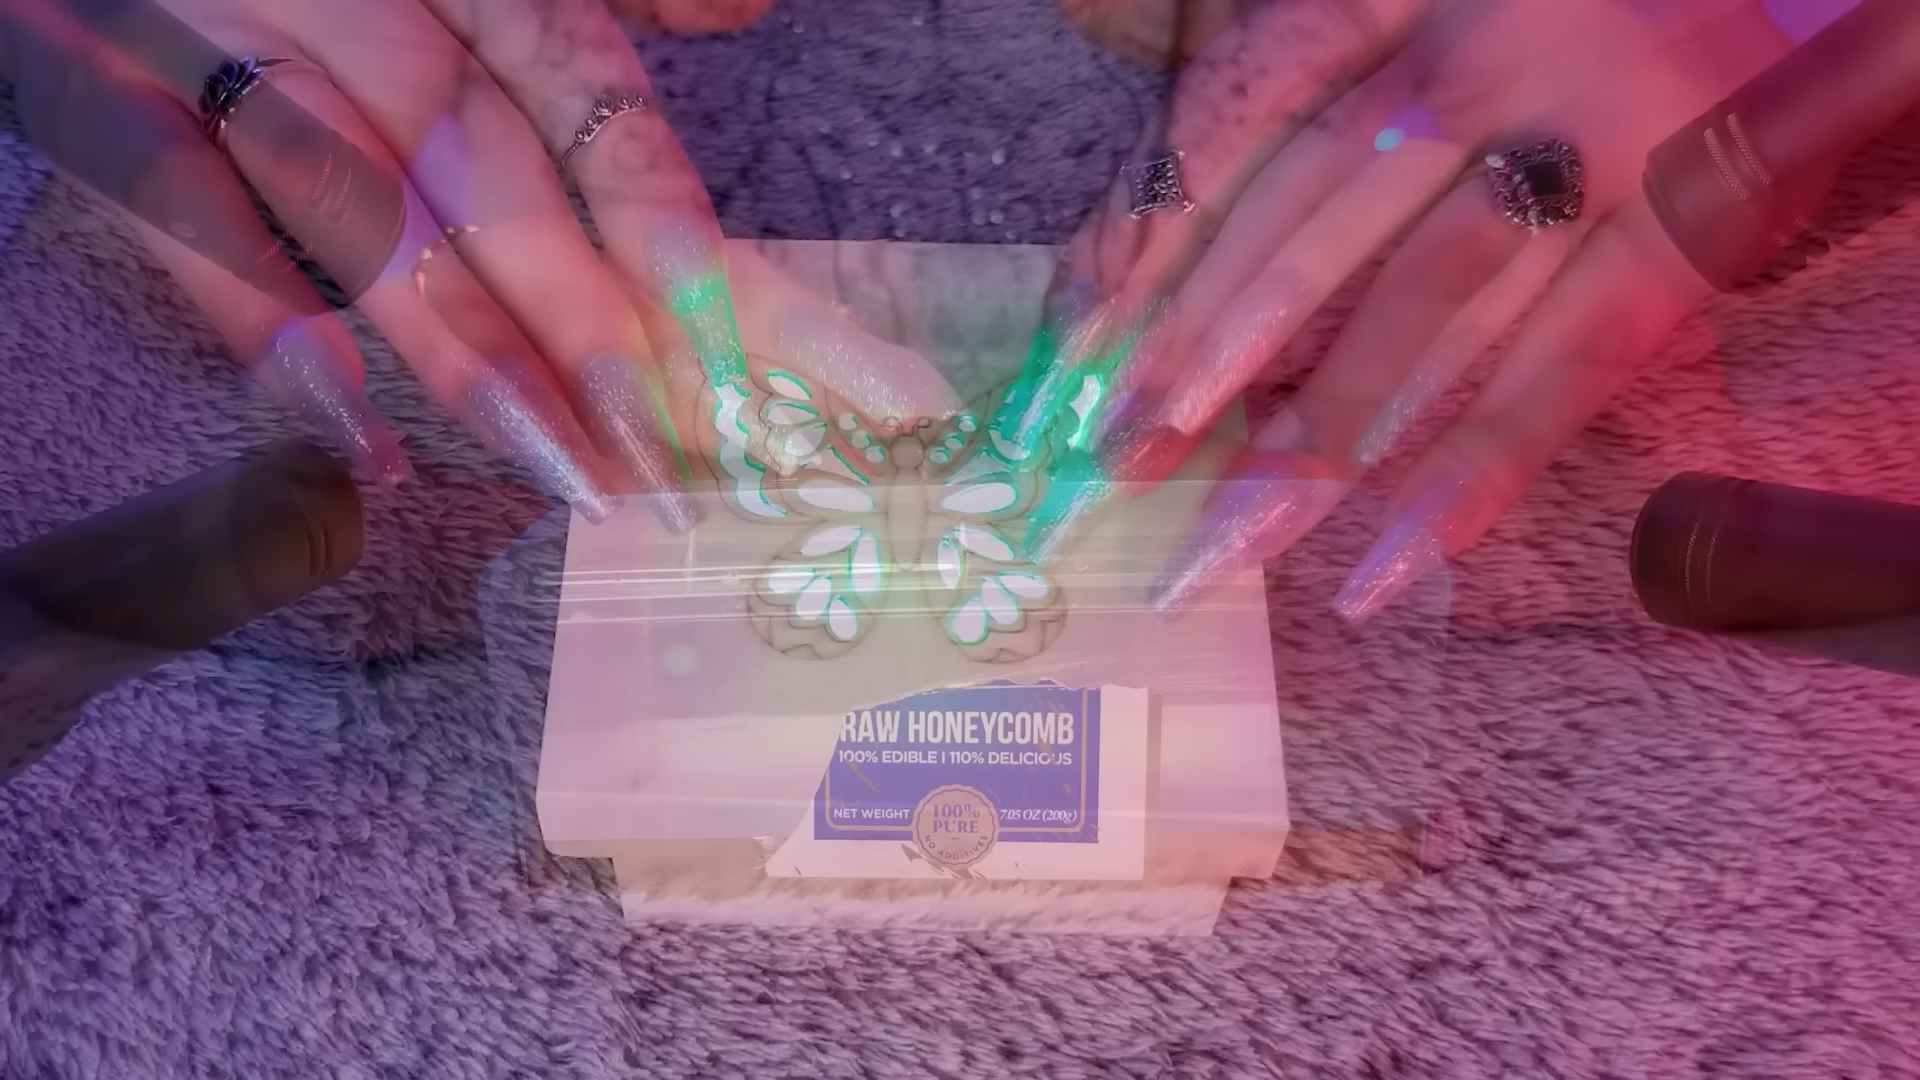 RAW HONEYCOMB
100% EDIBLE | 110% DELICIOUS
NET WEIGHT
100%
PURE
NO ADDITIVES
7.05 OZ (200g)